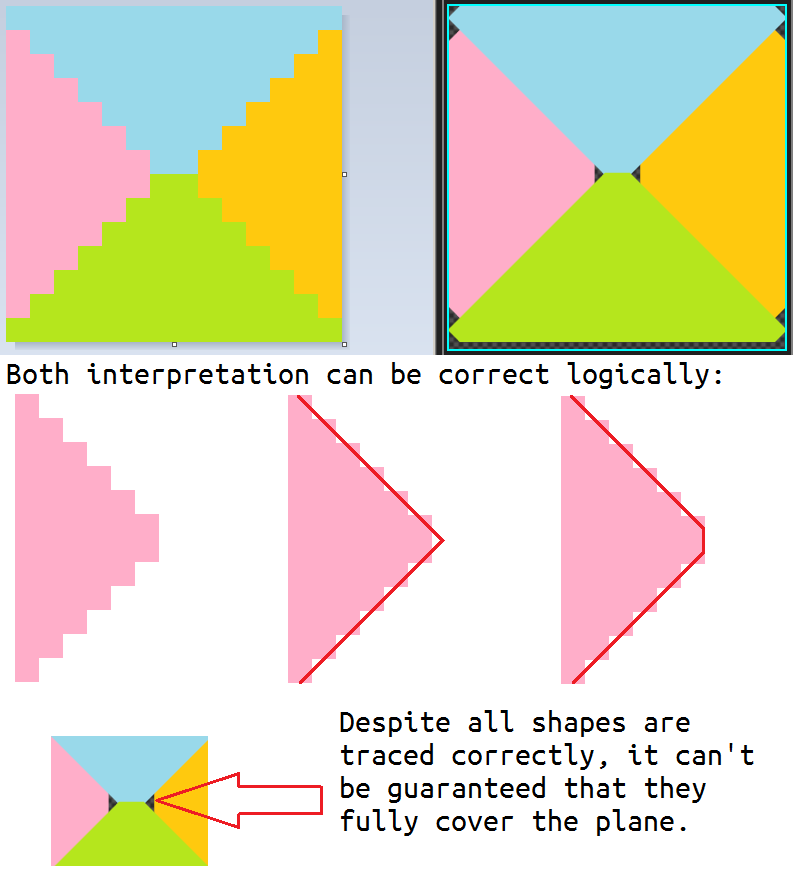 Both interpretation can be correct logically:
Despite all shapes are
traced correctly, it can't
be guaranteed that they
fully cover the plane.